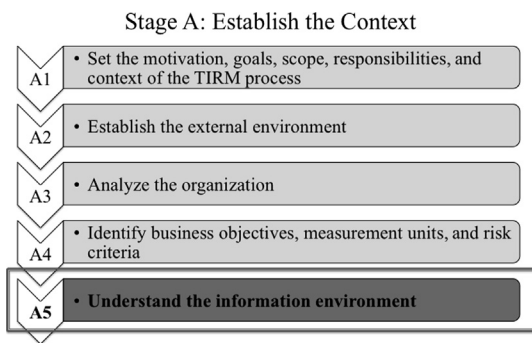 Stage A: Establish the Context
A1
• Set the motivation, goals, scope, responsibilities, and
context of the TIRM process
A2
• Establish the external environment
A3
• Analyze the organization
A4
• Identify business objectives, measurement units, and risk
criteria
A5
• Understand the information environment